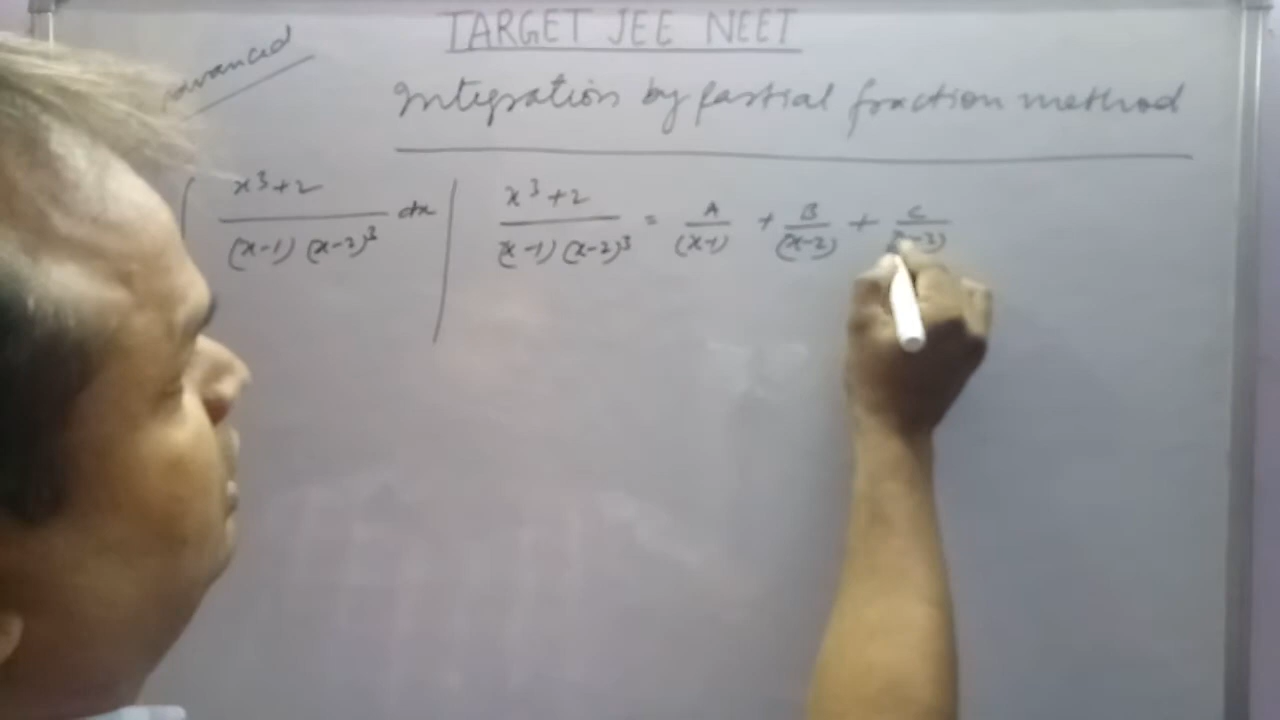 TARGET JEE NEET
Integration by partial fraction method
x³+2 / (x-1) (x-2)³ dx | x³+2 / (x-1) (x-2)³ = A / (x-1) + B / (x-2) + C